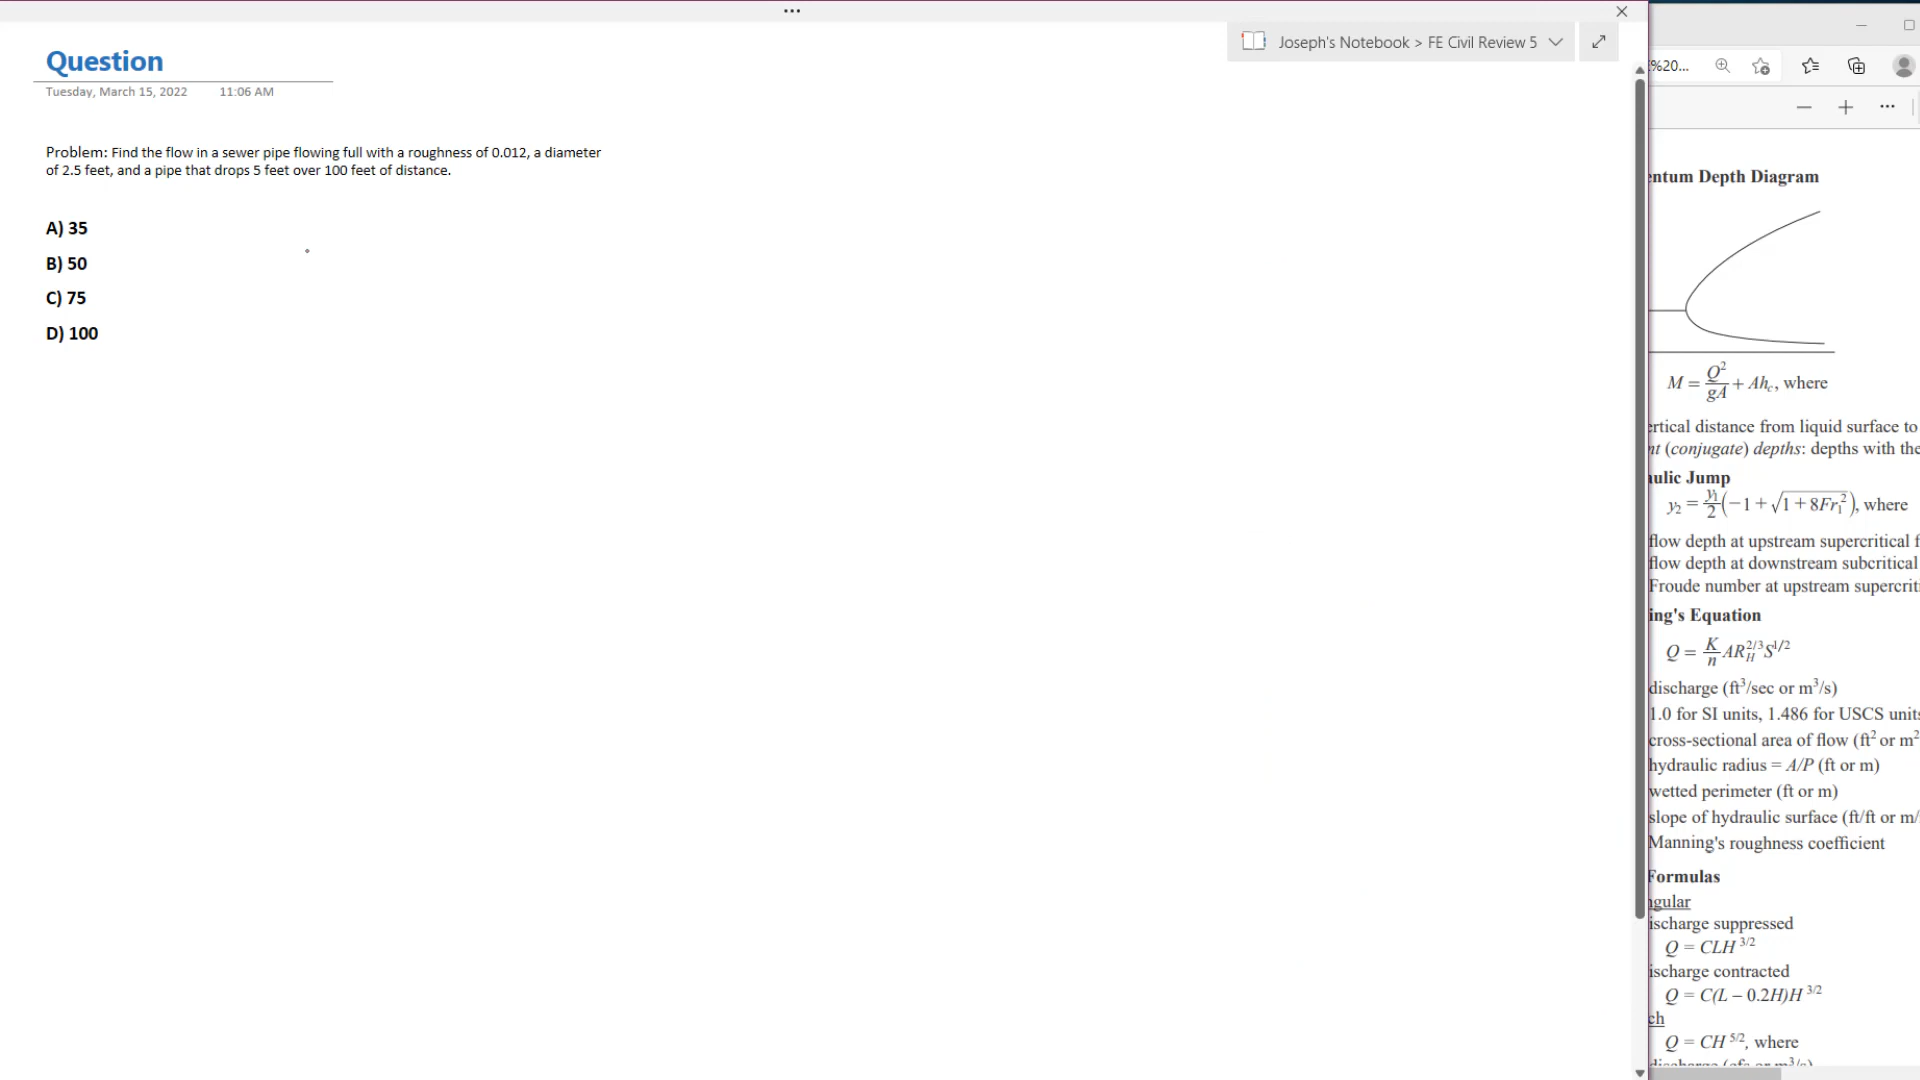 ...
Joseph's Notebook > FE Civil Review 5
Question
Tuesday, March 15, 2022 11:06 AM
Problem: Find the flow in a sewer pipe flowing full with a roughness of 0.012, a diameter
of 2.5 feet, and a pipe that drops 5 feet over 100 feet of distance.
A) 35
B) 50
C) 75
D) 100
%20...
Momentum Depth Diagram
M = Q²/gA + Ah_c, where
vertical distance from liquid surface to
(conjugate) depths: depths with the
Jump
y₂ = y₁/2(−1 + √(1 + 8Fr₁²)), where
flow depth at upstream supercritical f
flow depth at downstream subcritical
Froude number at upstream supercriti
ing's Equation
Q = K/n AR_H^2/3 S^1/2
discharge (ft³/sec or m³/s)
1.0 for SI units, 1.486 for USCS units
cross-sectional area of flow (ft² or m²
hydraulic radius = A/P (ft or m)
wetted perimeter (ft or m)
slope of hydraulic surface (ft/ft or m/
Manning's roughness coefficient
Formulas
ngular
ischarge suppressed
Q = CLH ^3/2
ischarge contracted
Q = C(L – 0.2H)H ^3/2
ch
Q = CH ^5/2, where